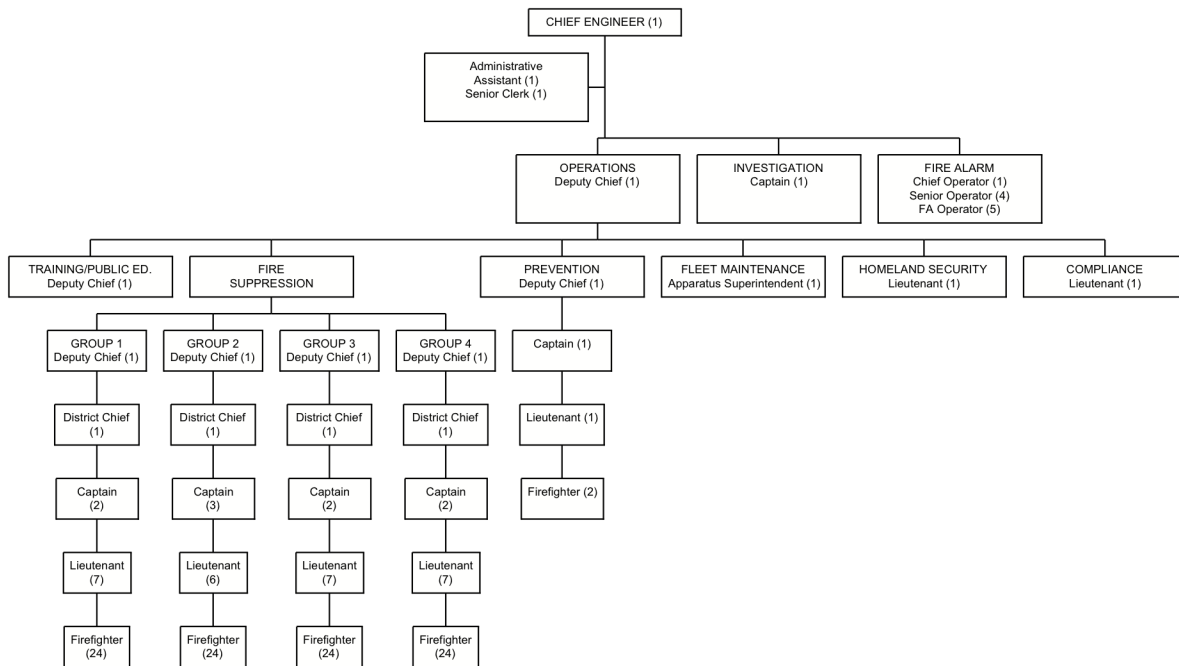 CHIEF ENGINEER (1)
Administrative
Assistant (1)
Senior Clerk (1)
OPERATIONS
Deputy Chief (1)
INVESTIGATION
Captain (1)
FIRE ALARM
Chief Operator (1)
Senior Operator (4)
FA Operator (5)
TRAINING/PUBLIC ED.
Deputy Chief (1)
FIRE
SUPPRESSION
PREVENTION
Deputy Chief (1)
FLEET MAINTENANCE
Apparatus Superintendent (1)
HOMELAND SECURITY
Lieutenant (1)
COMPLIANCE
Lieutenant (1)
GROUP 1
Deputy Chief (1)
GROUP 2
Deputy Chief (1)
GROUP 3
Deputy Chief (1)
GROUP 4
Deputy Chief (1)
Captain (1)
District Chief
(1)
District Chief
(1)
District Chief
(1)
District Chief
(1)
Lieutenant (1)
Captain
(2)
Captain
(3)
Captain
(2)
Captain
(2)
Firefighter (2)
Lieutenant
(7)
Lieutenant
(6)
Lieutenant
(7)
Lieutenant
(7)
Firefighter
(24)
Firefighter
(24)
Firefighter
(24)
Firefighter
(24)